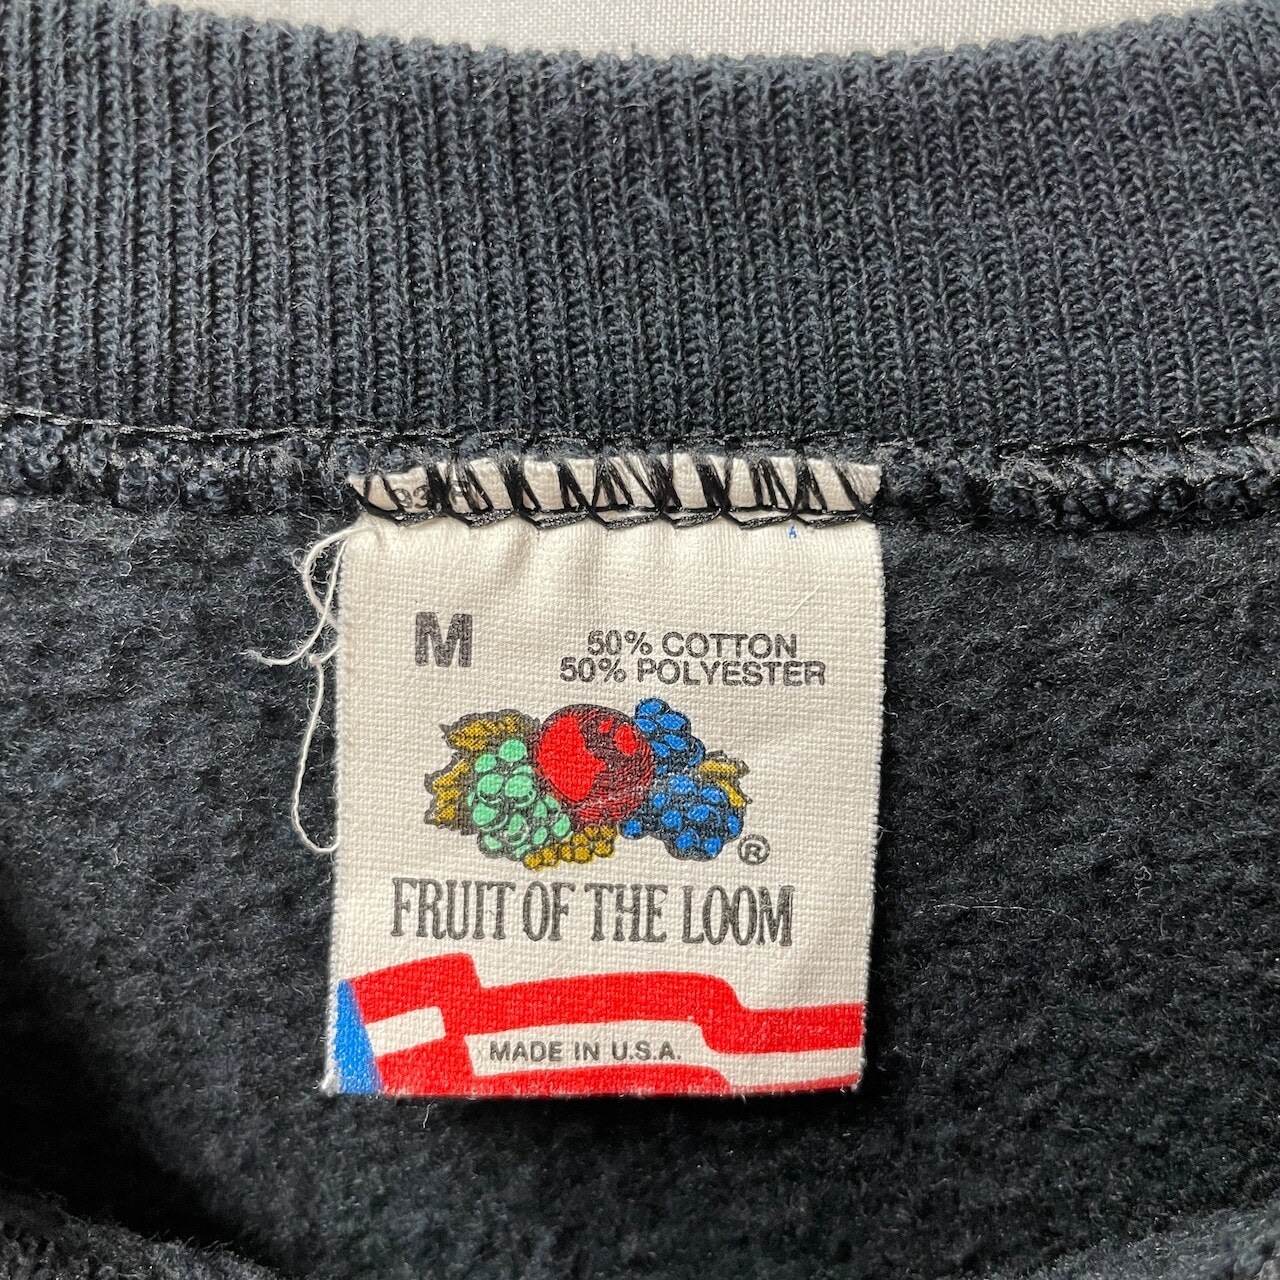 M
50% COTTON
50% POLYESTER
®
FRUIT OF THE LOOM
MADE IN U.S.A.
A